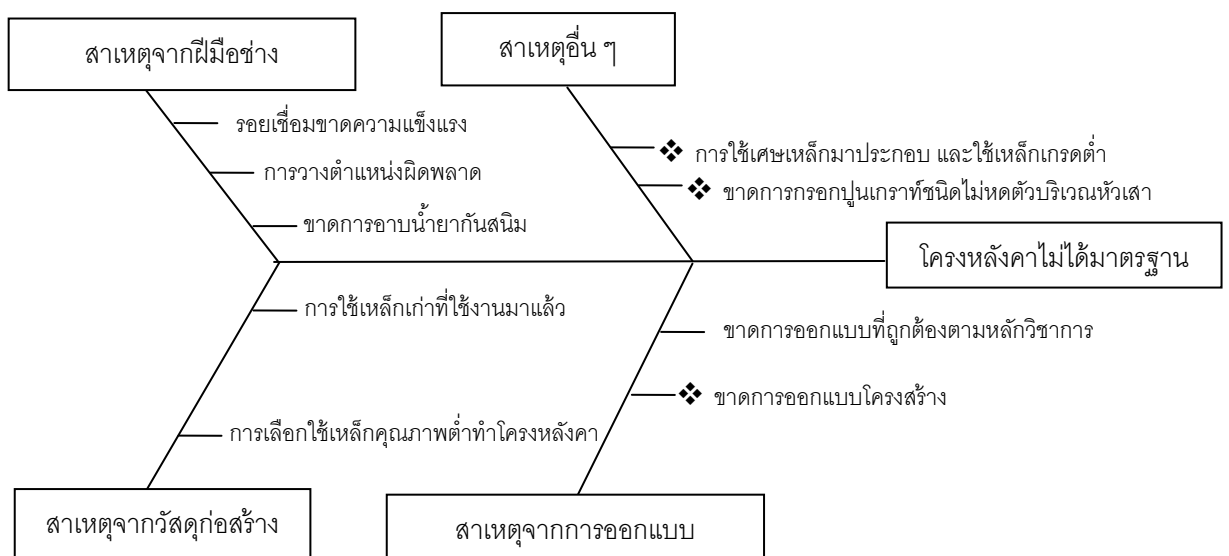 สาเหตุจากฝีมือช่าง
สาเหตุอื่น ๆ
รอยเชื่อมขาดความแข็งแรง
การวางตำแหน่งผิดพลาด
ขาดการอาบน้ำยากันสนิม
❖ การใช้เศษเหล็กมาประกอบ และใช้เหล็กเกรดต่ำ
❖ ขาดการกรอกปูนเกราท์ชนิดไม่หดตัวบริเวณหัวเสา
โครงหลังคาไม่ได้มาตรฐาน
การใช้เหล็กเก่าที่ใช้งานมาแล้ว
การเลือกใช้เหล็กคุณภาพต่ำทำโครงหลังคา
ขาดการออกแบบที่ถูกต้องตามหลักวิชาการ
❖ ขาดการออกแบบโครงสร้าง
สาเหตุจากวัสดุก่อสร้าง
สาเหตุจากการออกแบบ